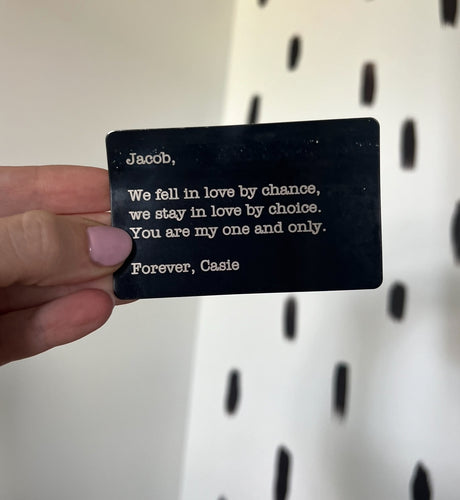 Jacob,
We fell in love by chance,
we stay in love by choice.
You are my one and only.
Forever, Casie